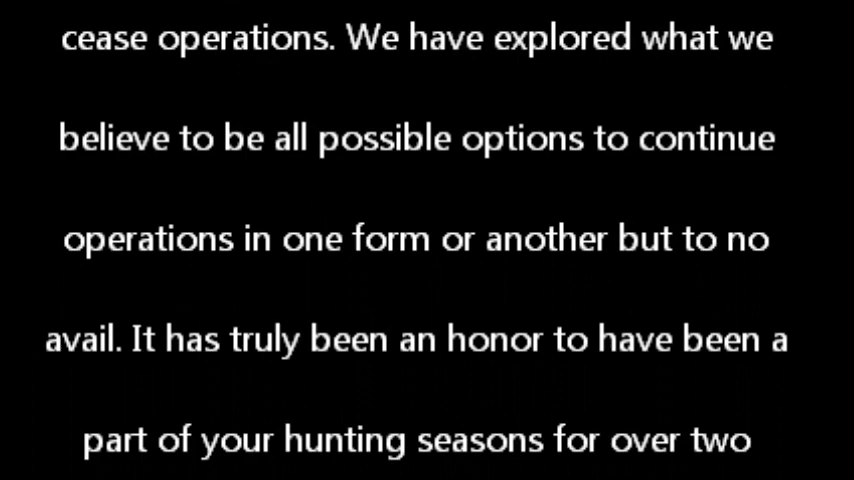 cease operations. We have explored what we
believe to be all possible options to continue
operations in one form or another but to no
avail. It has truly been an honor to have been a
part of your hunting seasons for over two